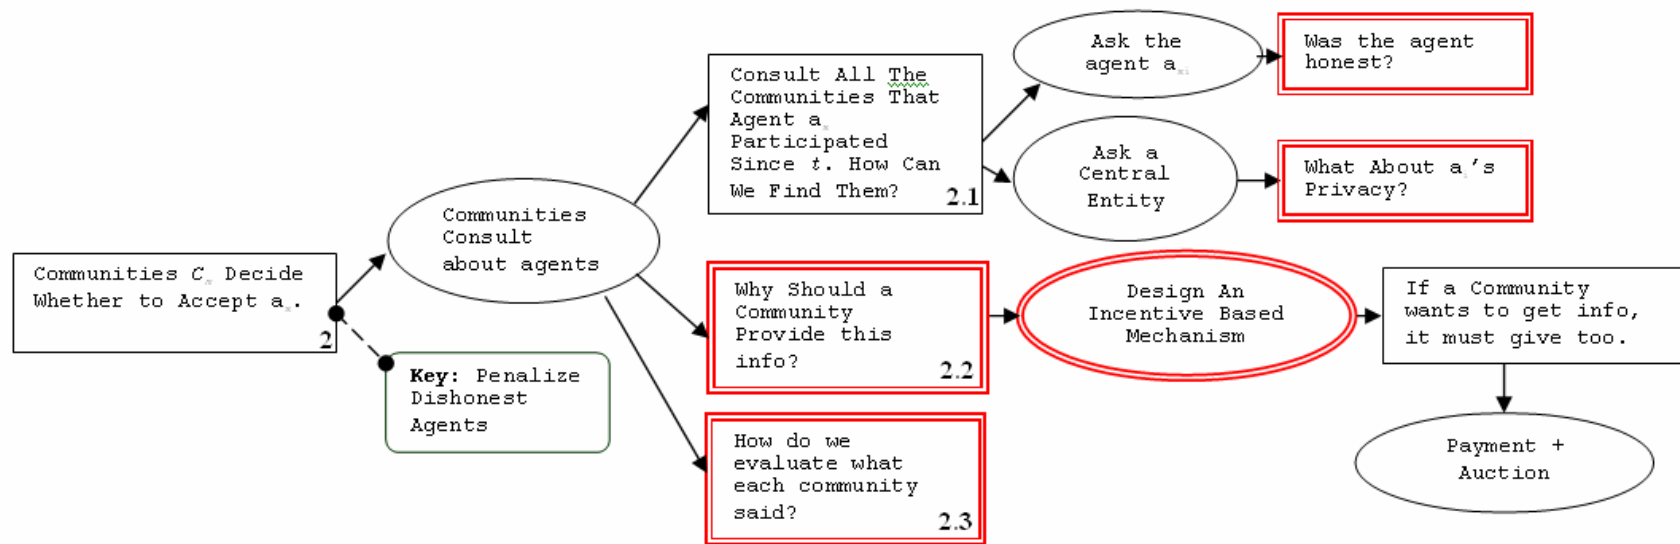 Communities C Decide
Whether to Accept a.
2
Key: Penalize
Dishonest
Agents
Communities
Consult
about agents
Consult All The
Communities That
Agent a
Participated
Since t. How Can
We Find Them?
2.1
Ask the
agent a
Was the agent
honest?
Ask a
Central
Entity
What About a's
Privacy?
Why Should a
Community
Provide this
info?
2.2
Design An
Incentive Based
Mechanism
If a Community
wants to get info,
it must give too.
Payment +
Auction
How do we
evaluate what
each community
said?
2.3